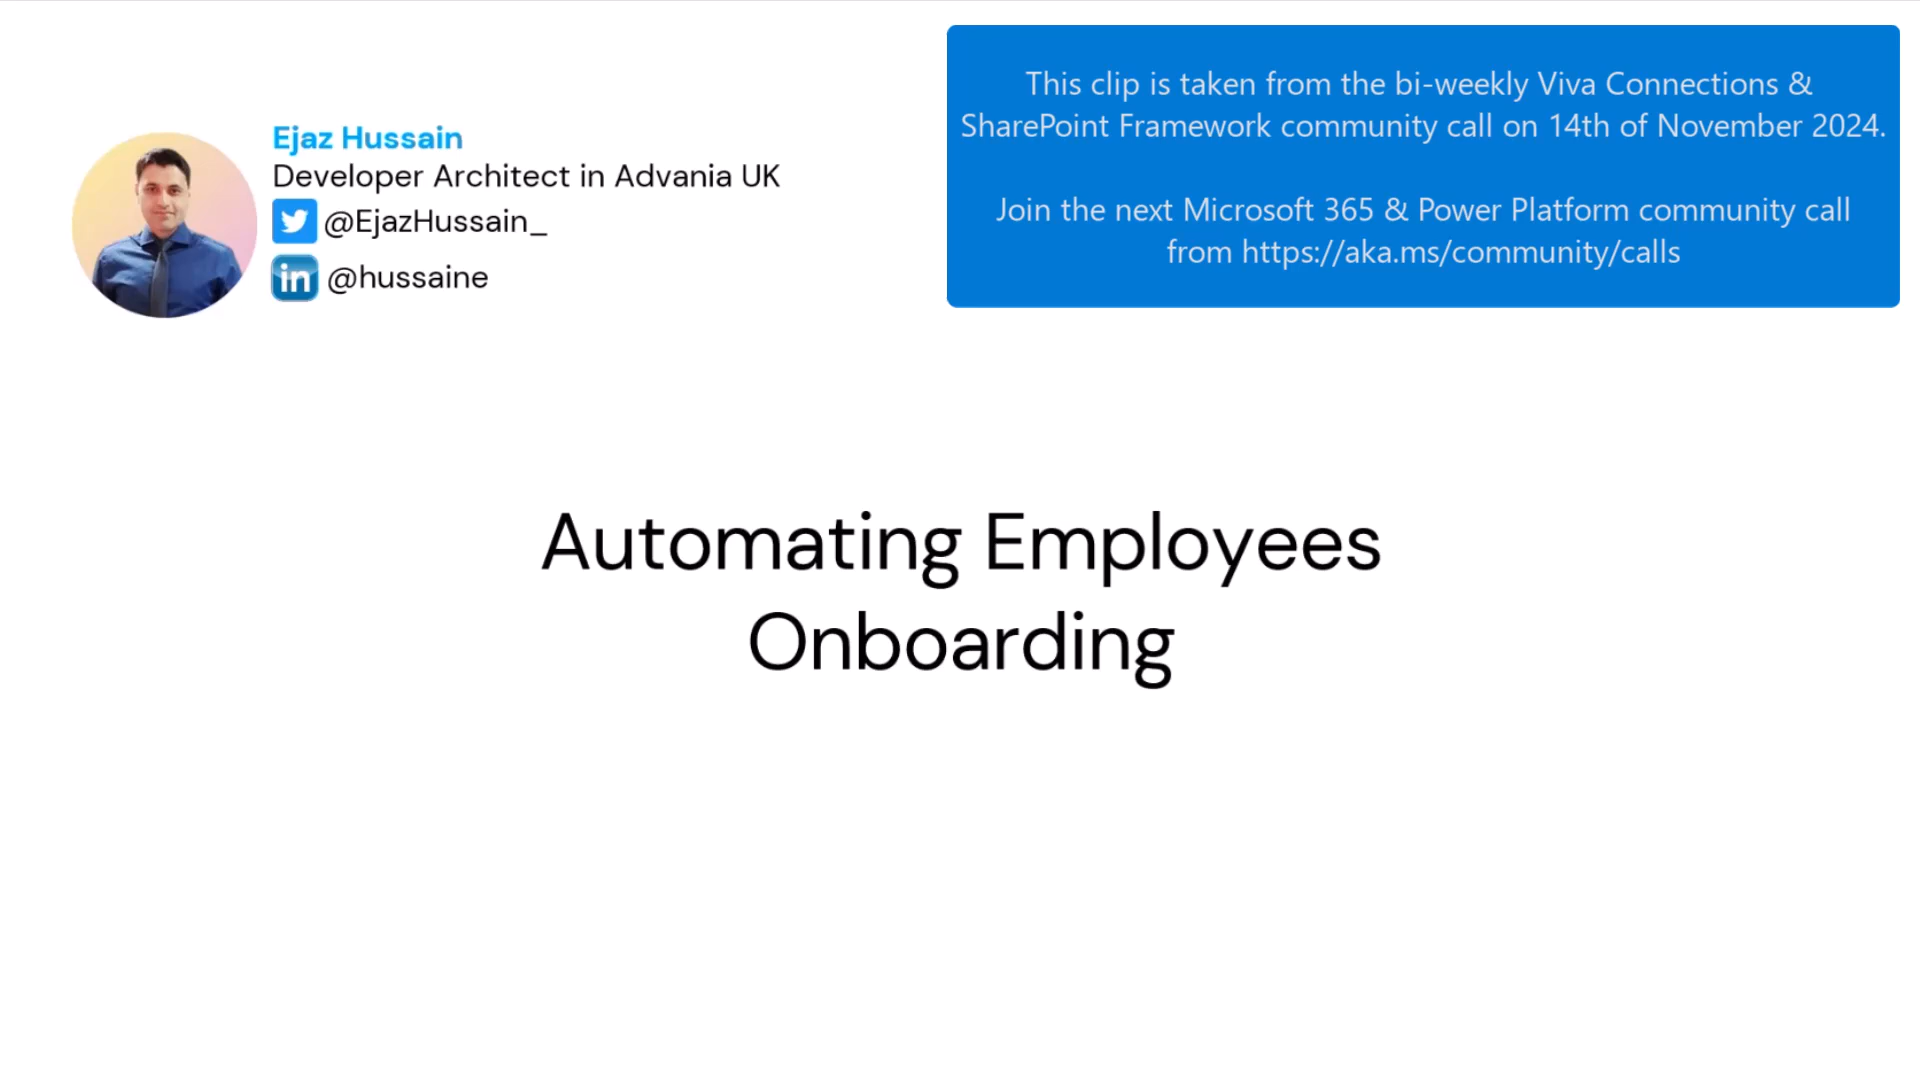 Ejaz Hussain
Developer Architect in Advania UK
@EjazHussain_
in @hussaine
This clip is taken from the bi-weekly Viva Connections &
SharePoint Framework community call on 14th of November 2024.
Join the next Microsoft 365 & Power Platform community call
from https://aka.ms/community/calls
Automating Employees
Onboarding